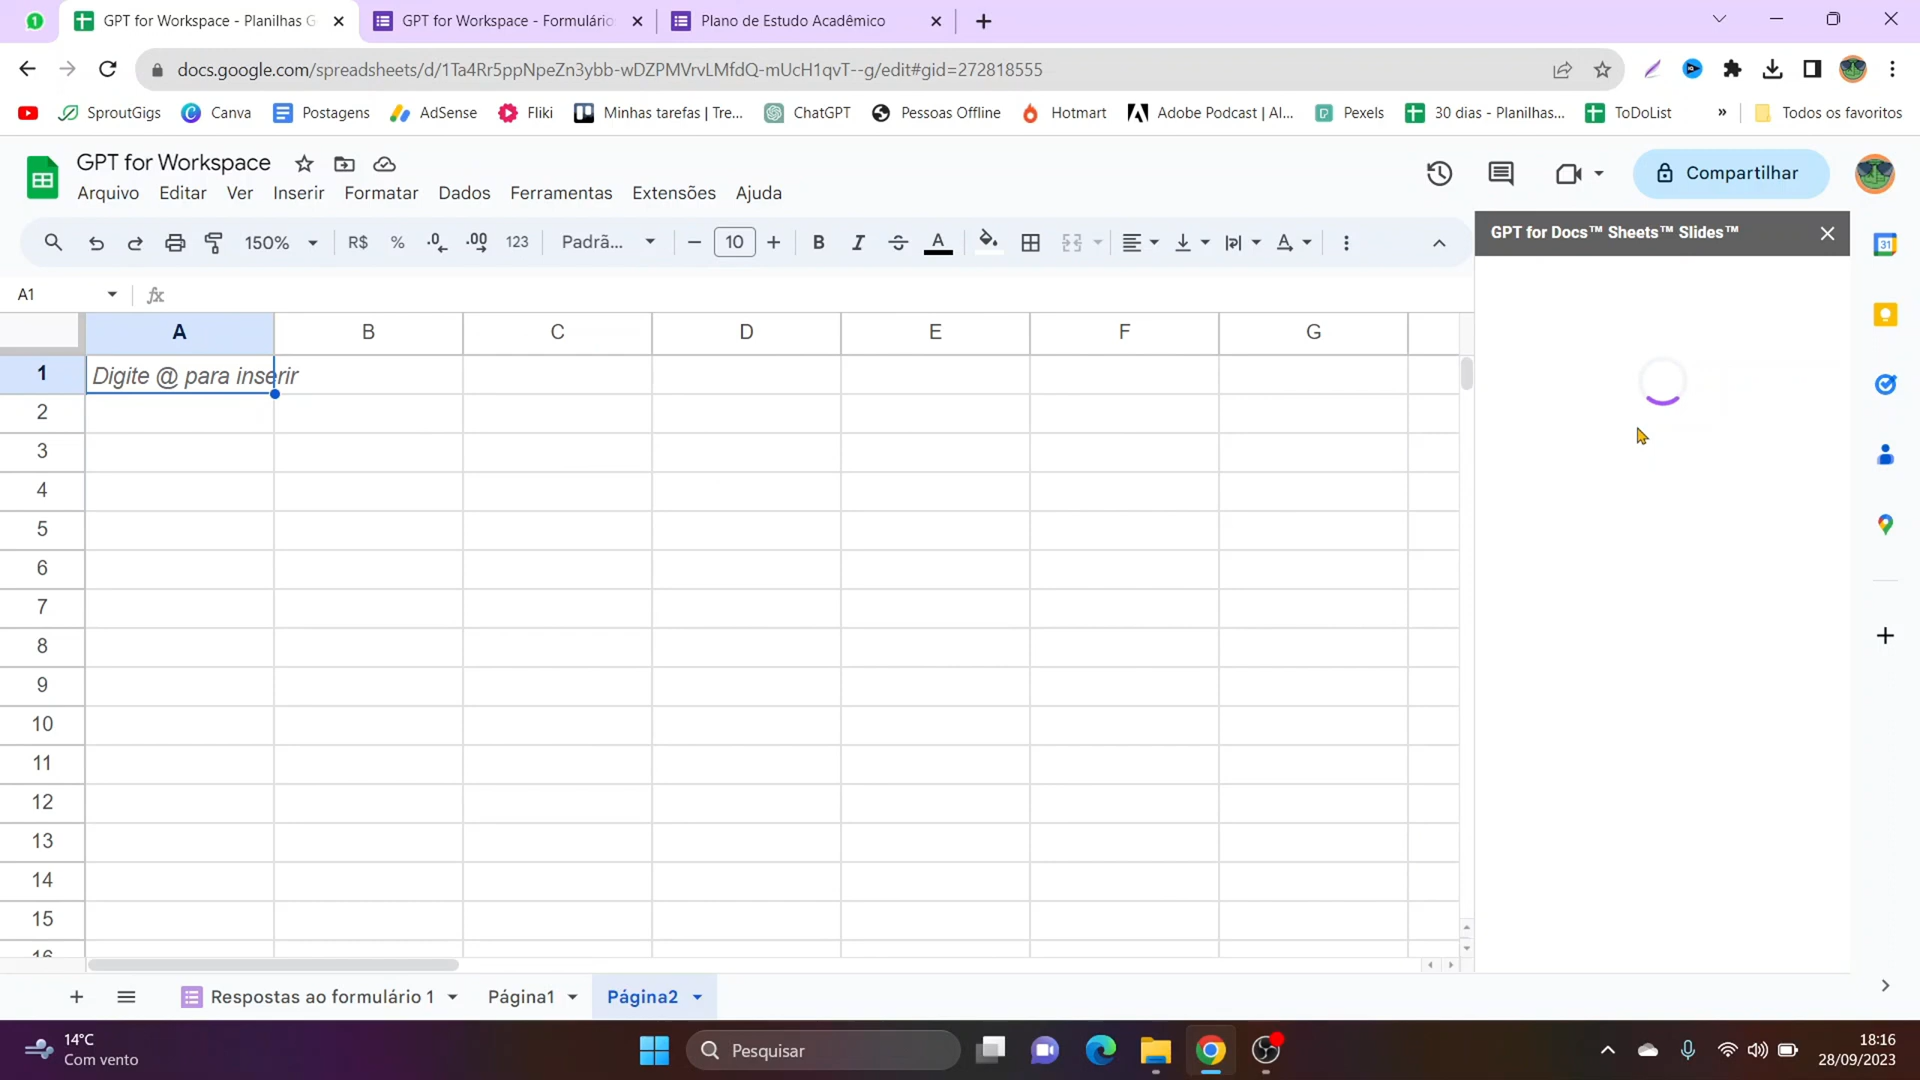 GPT for Workspace - Planilhas G
GPT for Workspace - Formulário
Plano de Estudo Acadêmico
docs.google.com/spreadsheets/d/1Ta4Rr5ppNpeZn3ybb-wDZPMVrvLMfdQ-mUcH1qvT--g/edit#gid=272818555
SproutGigs
Canva
Postagens
AdSense
Fliki
Minhas tarefas | Tre...
ChatGPT
Pessoas Offline
Hotmart
Adobe Podcast | AI...
Pexels
30 dias - Planilhas...
ToDoList
»
Todos os favoritos
GPT for Workspace
Arquivo Editar Ver Inserir Formatar Dados Ferramentas Extensões Ajuda
Compartilhar
150% R$ % .0 .00 123 Padrã... 10 B I S A
GPT for Docs™ Sheets™ Slides™
31
A1
fx
A B C D E F G
1 Digite @ para inserir
2
3
4
5
6
7
8
9
10
11
12
13
14
15
16
Respostas ao formulário 1
Página1
Página2
14°C
Com vento
Pesquisar
18:16
28/09/2023